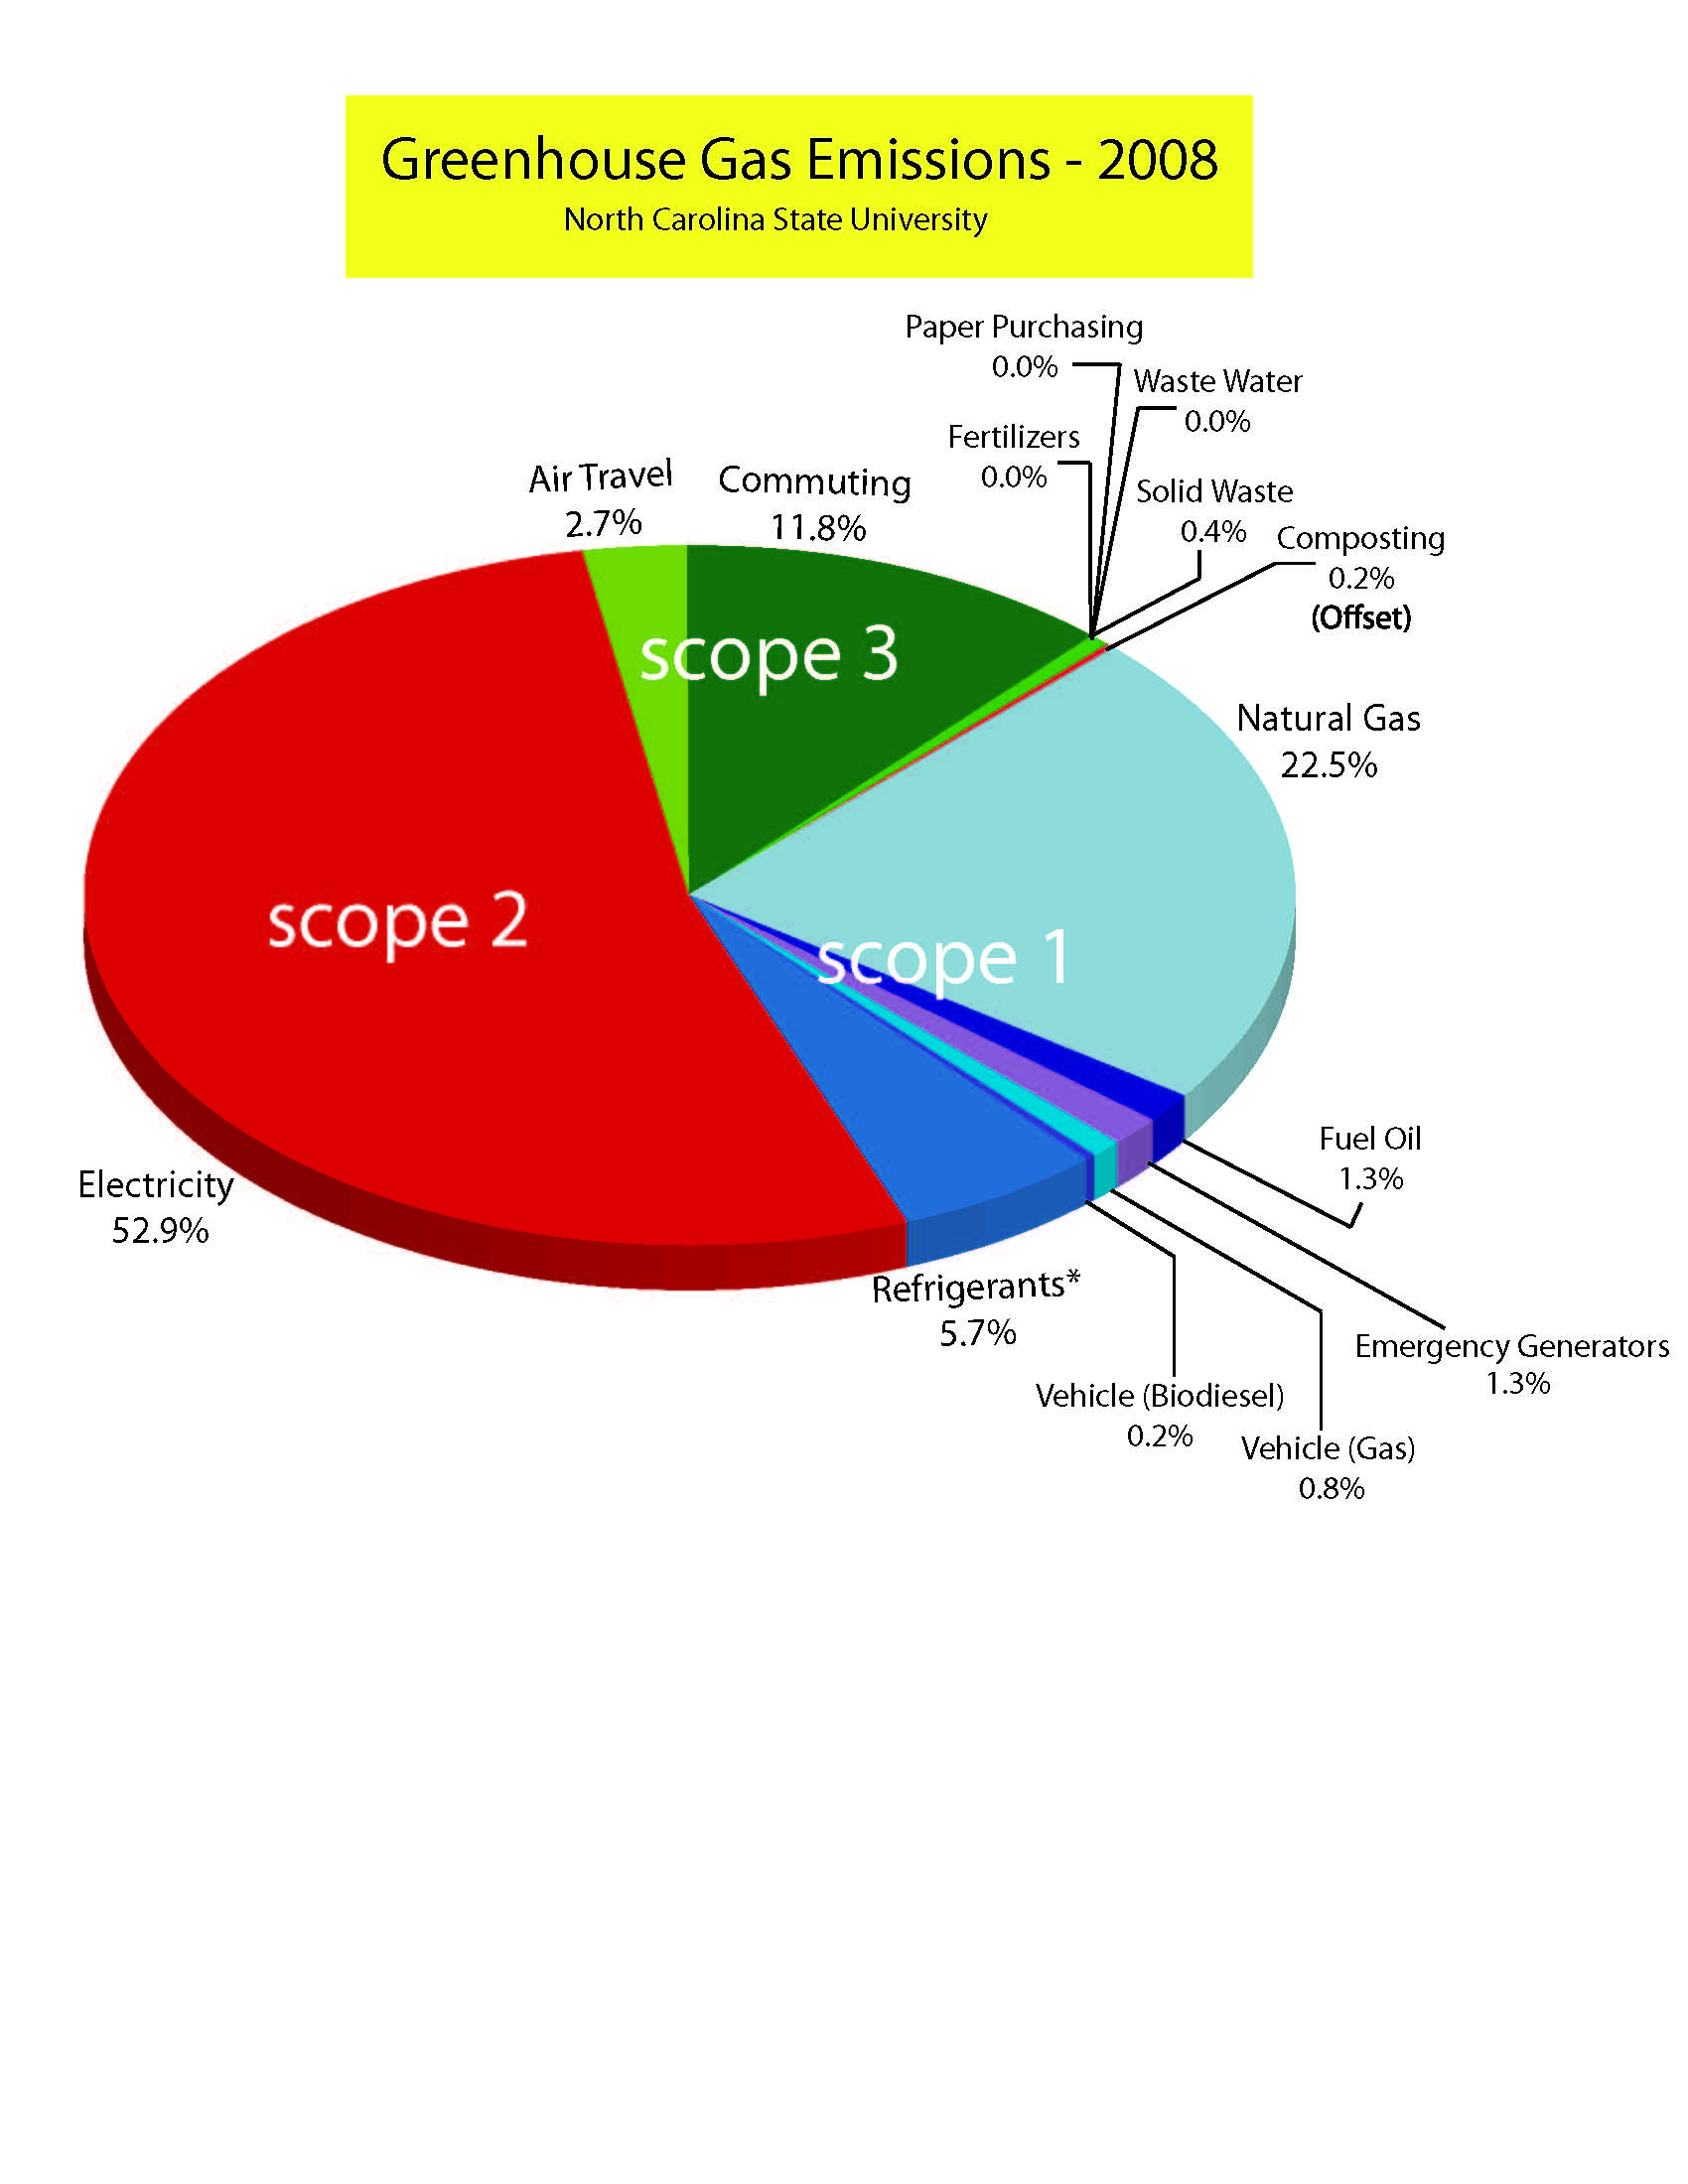 Greenhouse Gas Emissions - 2008
North Carolina State University
Paper Purchasing
0.0%
Waste Water
0.0%
Fertilizers
0.0%
Solid Waste
0.4%
Composting
0.2%
(Offset)
Air Travel
2.7%
Commuting
11.8%
scope 3
Natural Gas
22.5%
scope 2
scope 1
Fuel Oil
1.3%
Electricity
52.9%
Refrigerants*
5.7%
Emergency Generators
1.3%
Vehicle (Biodiesel)
0.2%
Vehicle (Gas)
0.8%